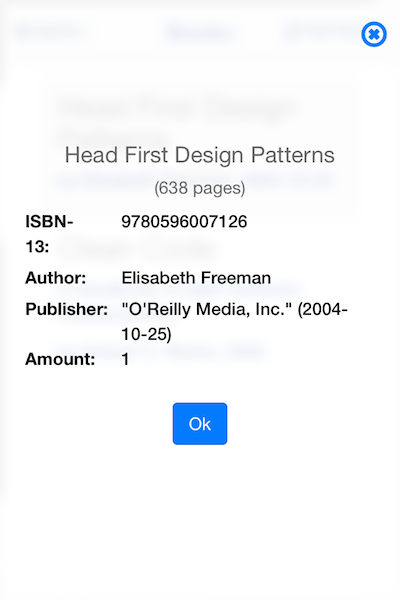 Head First Design Patterns
(638 pages)
ISBN- 9780596007126
13:
Author: Elisabeth Freeman
Publisher: "O'Reilly Media, Inc." (2004-
10-25)
Amount: 1
Ok